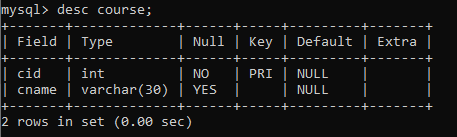 mysql> desc course;
+-------+-------------+------+-----+---------+-------+
| Field | Type        | Null | Key | Default | Extra |
+-------+-------------+------+-----+---------+-------+
| cid   | int         | NO   | PRI | NULL    |       |
| cname | varchar(30) | YES  |     | NULL    |       |
+-------+-------------+------+-----+---------+-------+
2 rows in set (0.00 sec)